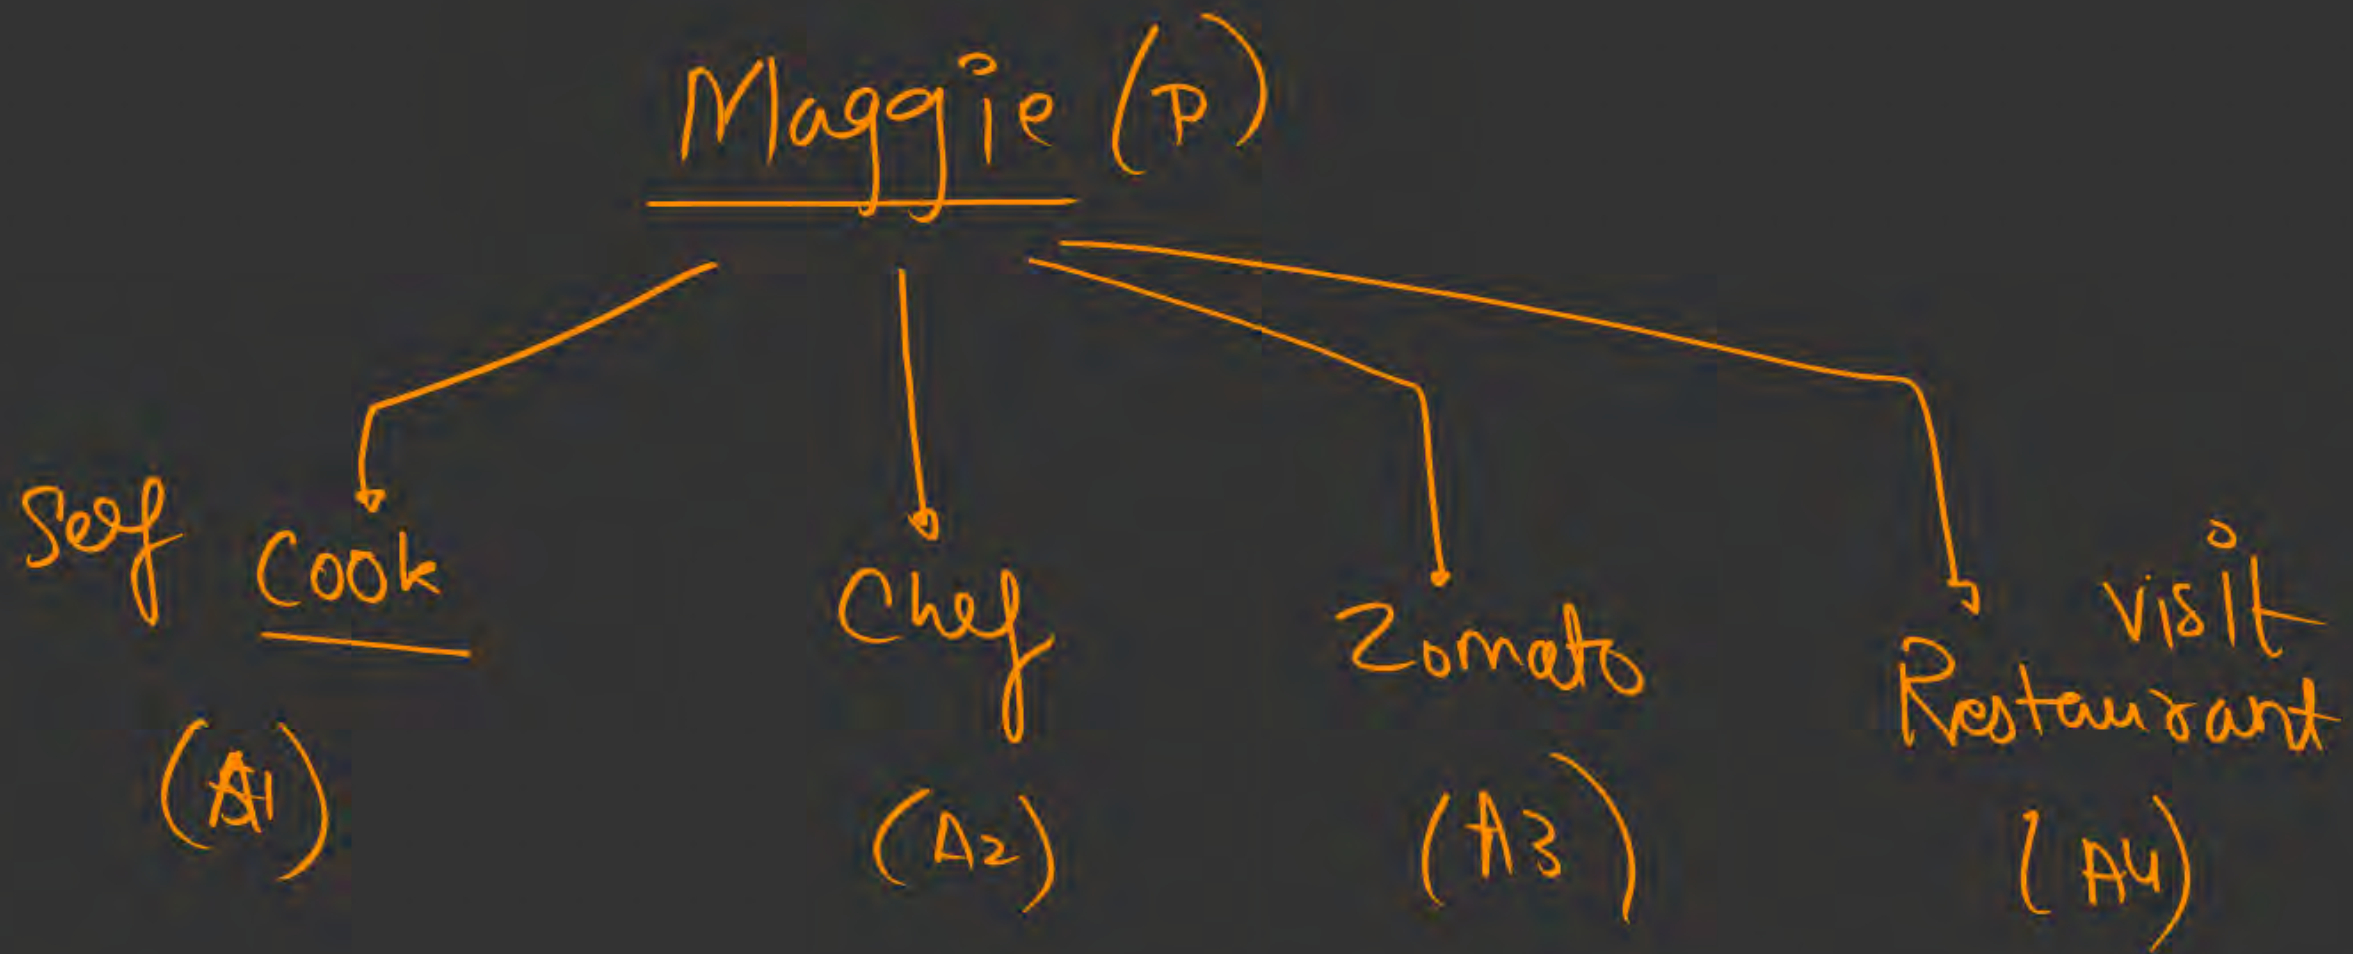 Maggie (P)
Self Cook
(A1)
Chef
(A2)
Zomato
(A3)
Visit
Restaurant
(A4)